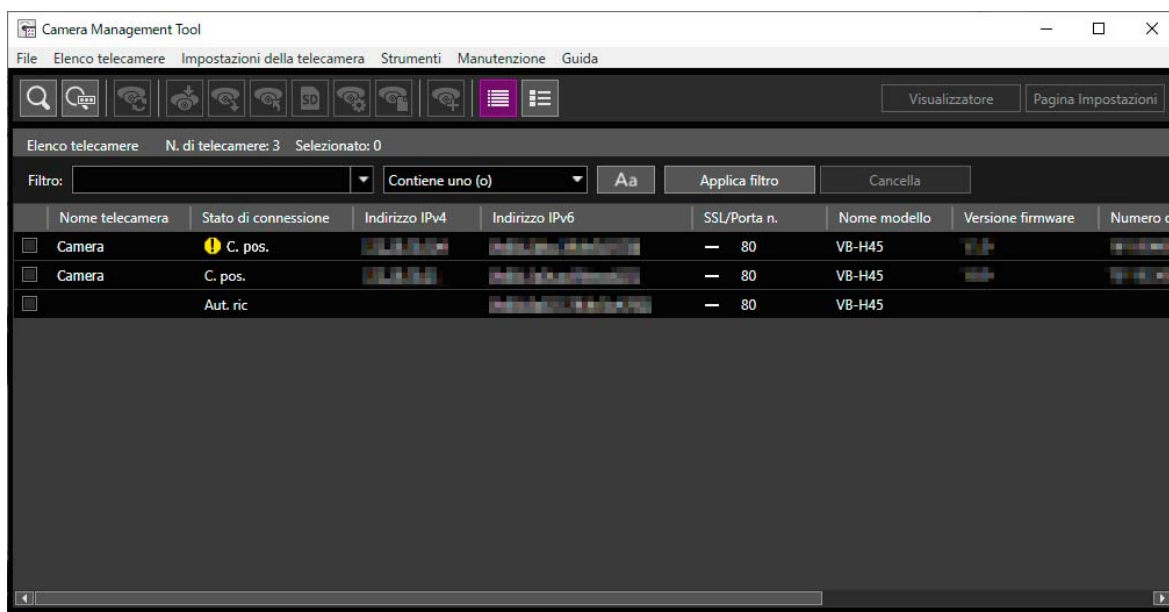 Camera Management Tool
File Elenco telecamere Impostazioni della telecamera Strumenti Manutenzione Guida
SD Visualizzatore Pagina Impostazioni
Elenco telecamere N. di telecamere: 3 Selezionato: 0
Filtro: Contiene uno (o) Aa Applica filtro Cancella
Nome telecamera Stato di connessione Indirizzo IPv4 Indirizzo IPv6 SSL/Porta n. Nome modello Versione firmware Numero
Camera C. pos. — 80 VB-H45
Camera C. pos. — 80 VB-H45
Aut. ric — 80 VB-H45